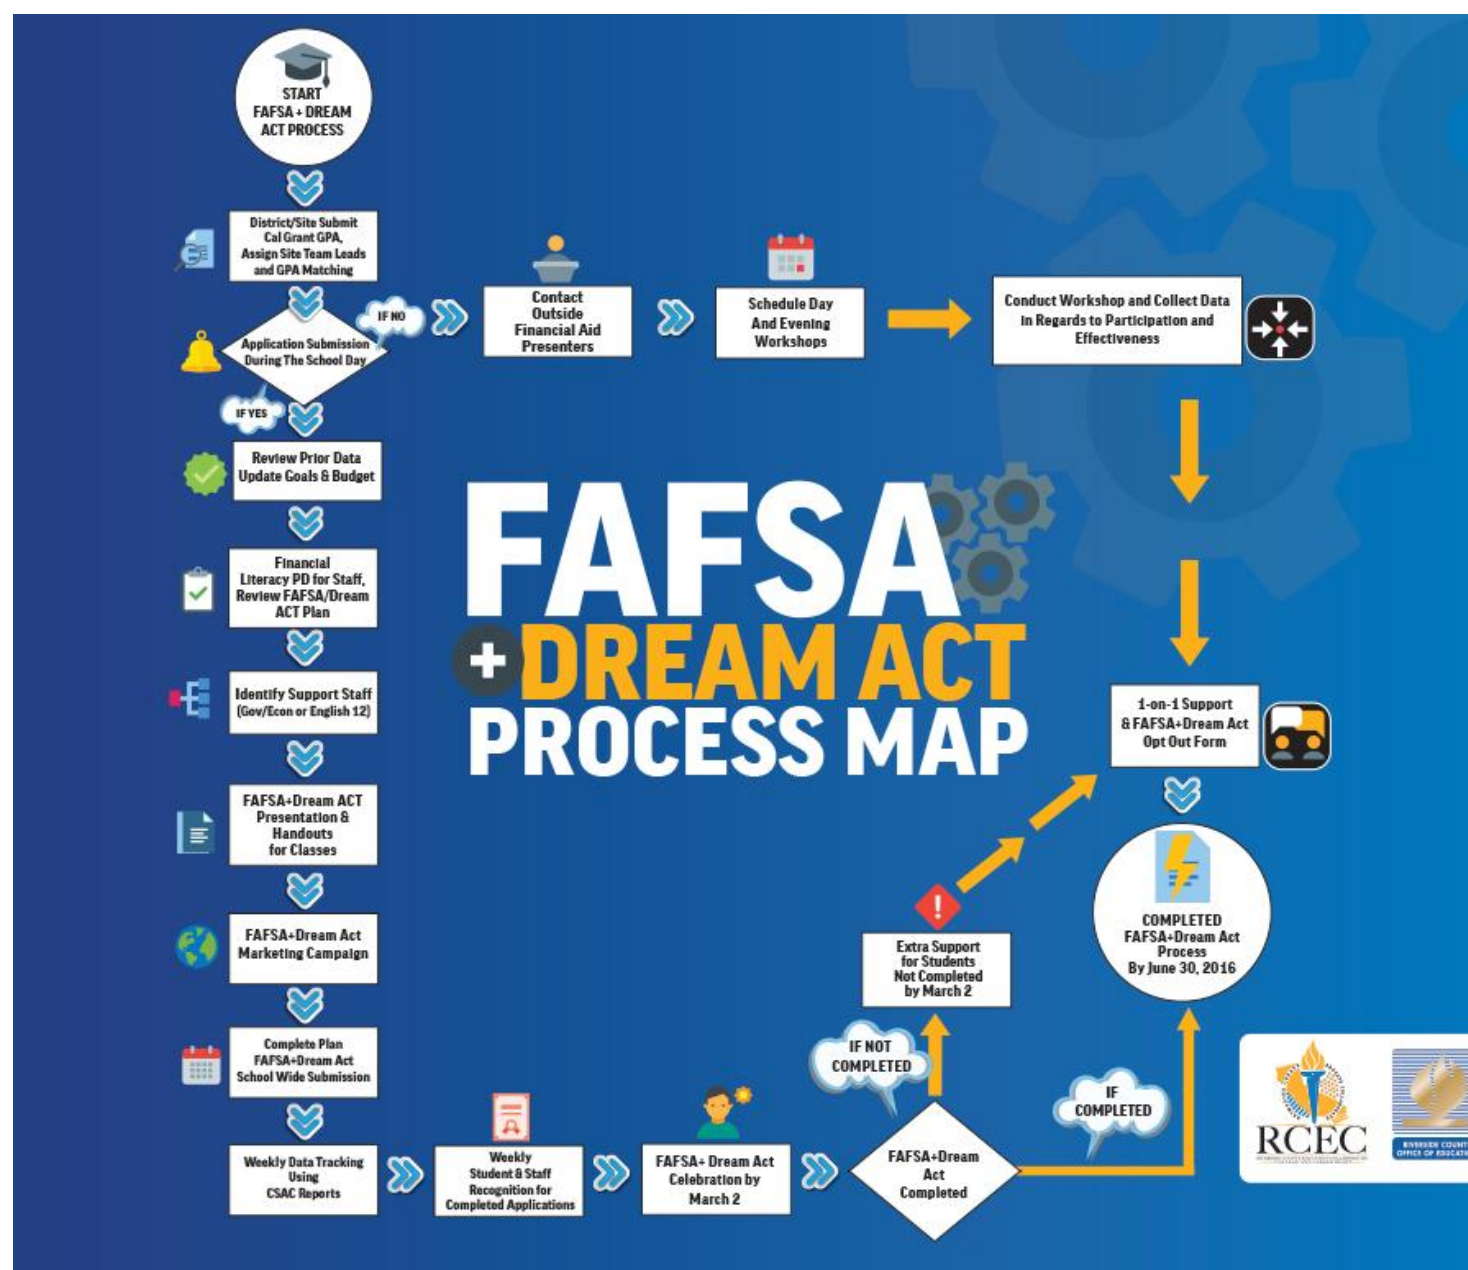 START
FAFSA + DREAM
ACT PROCESS
District/Site Submit
Cal Grant GPA,
Assign Site Team Leads
and GPA Matching
Application Submission
During The School Day
IF NO
Contact
Outside
Financial Aid
Presenters
Schedule Day
And Evening
Workshops
Conduct Workshop and Collect Data
in Regards to Participation and
Effectiveness
IF YES
Review Prior Data
Update Goals & Budget
Financial
Literacy PD for Staff,
Review FAFSA/Dream
ACT Plan
Identify Support Staff
(Gov/Econ or English 12)
FAFSA+Dream ACT
Presentation &
Handouts
for Classes
FAFSA+Dream Act
Marketing Campaign
Complete Plan
FAFSA+Dream Act
School Wide Submission
Weekly Data Tracking
Using
CSAC Reports
Weekly
Student & Staff
Recognition for
Completed Applications
FAFSA+ Dream Act
Celebration by
March 2
FAFSA+Dream
Act
Completed
IF NOT
COMPLETED
Extra Support
for Students
Not Completed
by March 2
IF
COMPLETED
1-on-1 Support
& FAFSA+Dream Act
Opt Out Form
COMPLETED
FAFSA+Dream Act
Process
By June 30, 2016
FAFSA
+DREAM ACT
PROCESS MAP
RCEC
RIVERSIDE COUNT
OFFICE OF EDUCAT